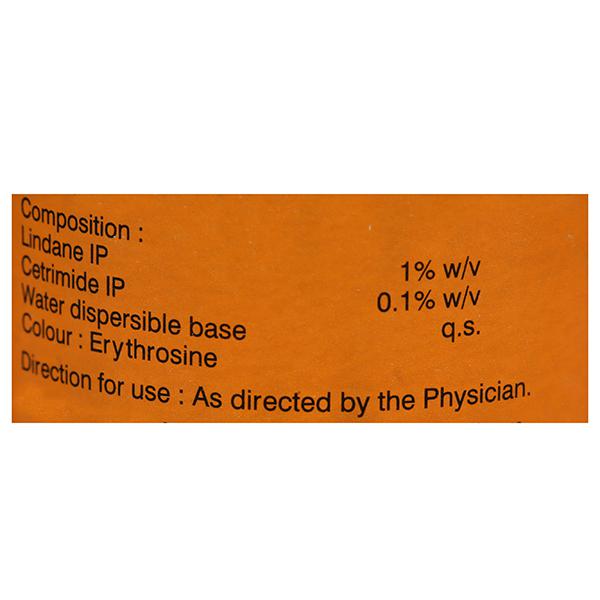 Composition :
Lindane IP 1% w/v
Cetrimide IP 0.1% w/v
Water dispersible base q.s.
Colour : Erythrosine
Direction for use : As directed by the Physician.